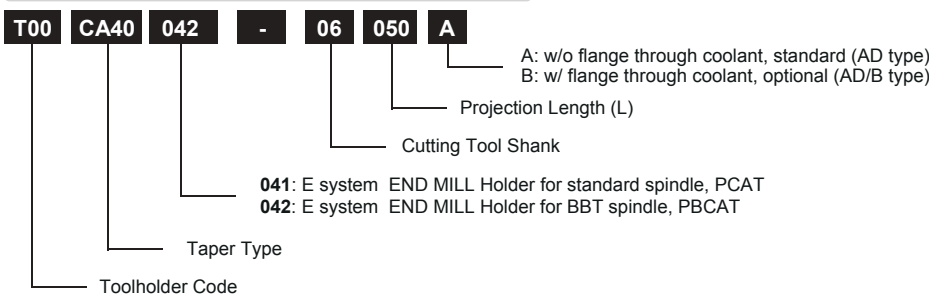 T00 CA40 042 - 06 050 A
A: w/o flange through coolant, standard (AD type)
B: w/ flange through coolant, optional (AD/B type)
Projection Length (L)
Cutting Tool Shank
041: E system END MILL Holder for standard spindle, PCAT
042: E system END MILL Holder for BBT spindle, PBCAT
Taper Type
Toolholder Code